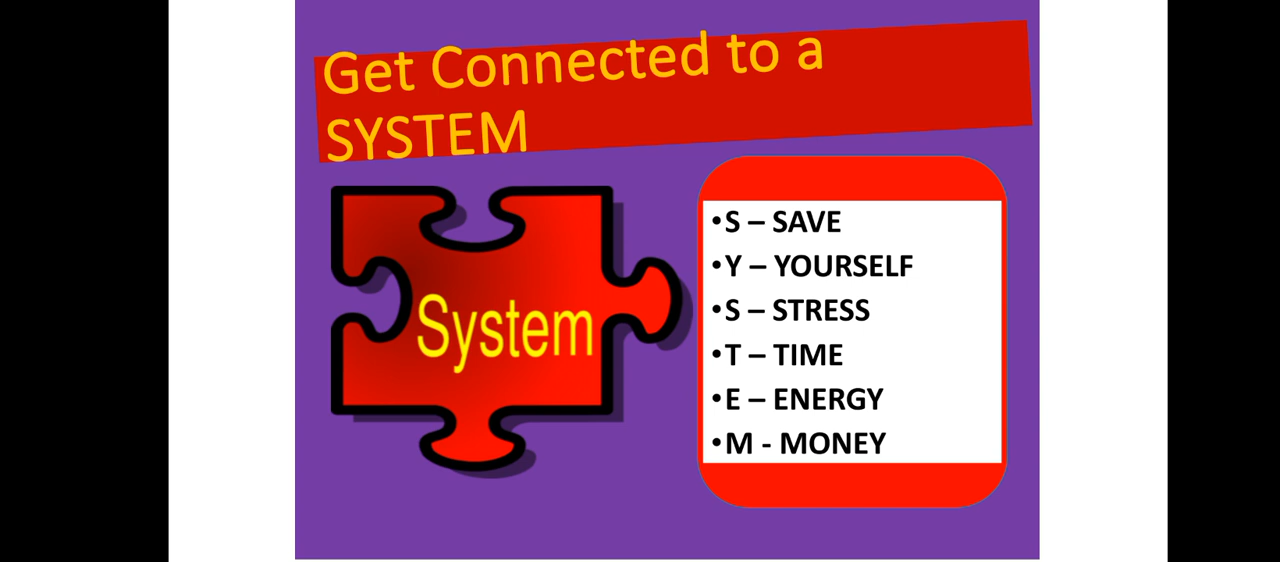 Get Connected to a
SYSTEM
System
•S – SAVE
•Y – YOURSELF
•S – STRESS
•T – TIME
•E – ENERGY
•M - MONEY